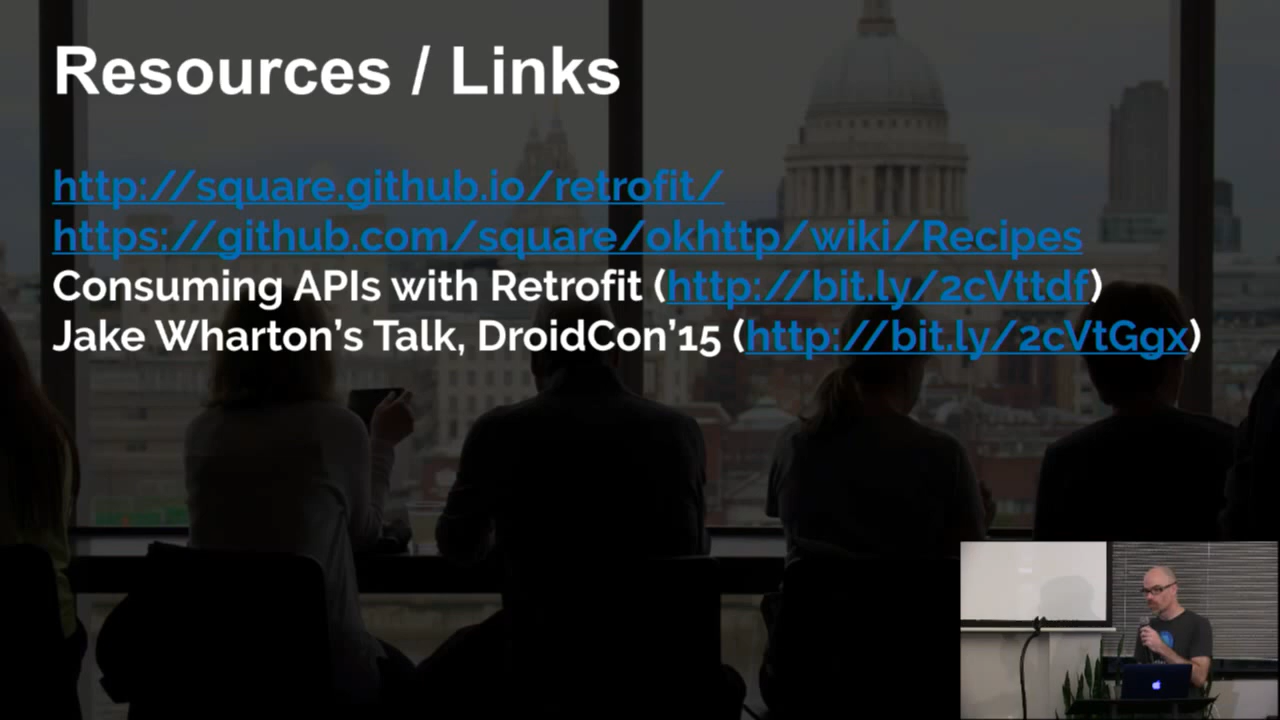 Resources / Links
http://square.github.io/retrofit/
https://github.com/square/okhttp/wiki/Recipes
Consuming APIs with Retrofit (http://bit.ly/2cVttdf)
Jake Wharton’s Talk, DroidCon’15 (http://bit.ly/2cVtGgx)